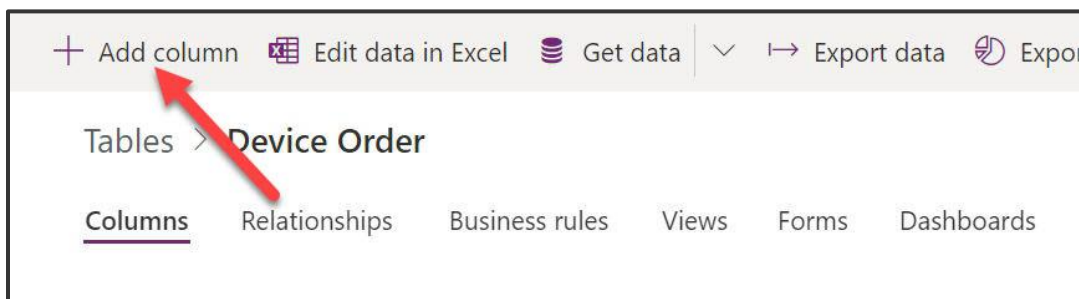 Add column Edit data in Excel Get data Export data
Tables > Device Order
Columns Relationships Business rules Views Forms Dashboards